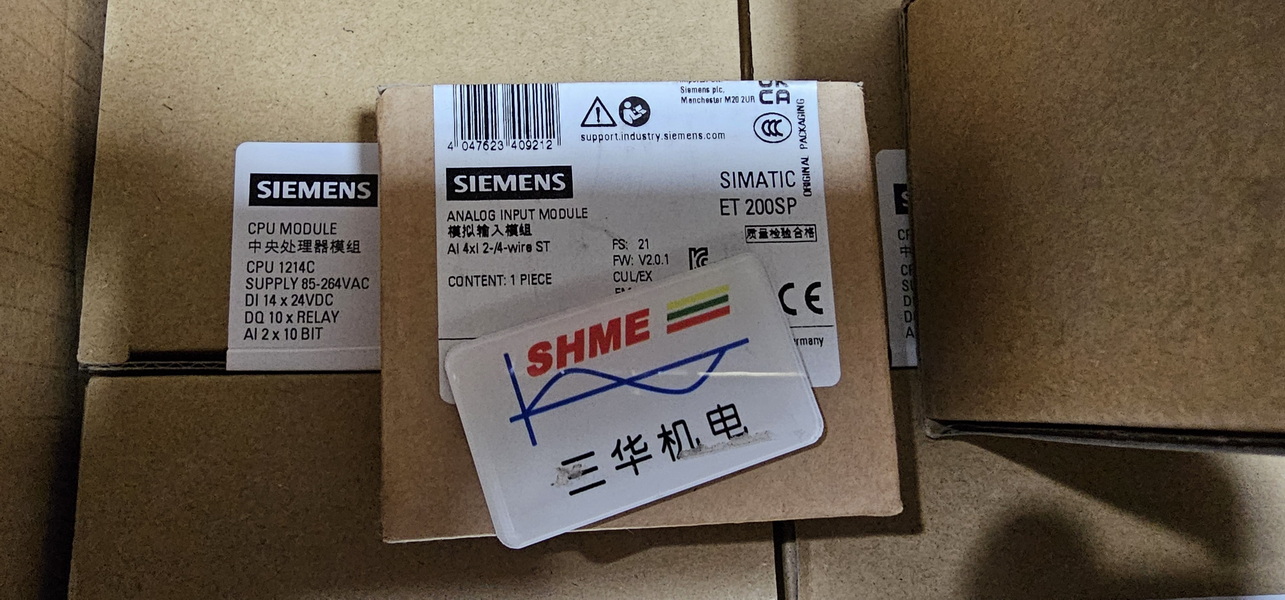 Siemens plc,
Manchester M20 2UR
UK
CA
4 047623 409212
support.industry.siemens.com
CCC
ORIGINAL PACKAGING
SIEMENS
SIMATIC
ET 200SP
ANALOG INPUT MODULE
模拟输入模组
AI 4xI 2-/4-wire ST
CONTENT: 1 PIECE
FS: 21
FW: V2.0.1
CUL/EX
质量检验合格
CE
SHME
三华机电
SIEMENS
CPU MODULE
中央处理器模组
CPU 1214C
SUPPLY 85-264VAC
DI 14 x 24VDC
DQ 10 x RELAY
AI 2 x 10 BIT